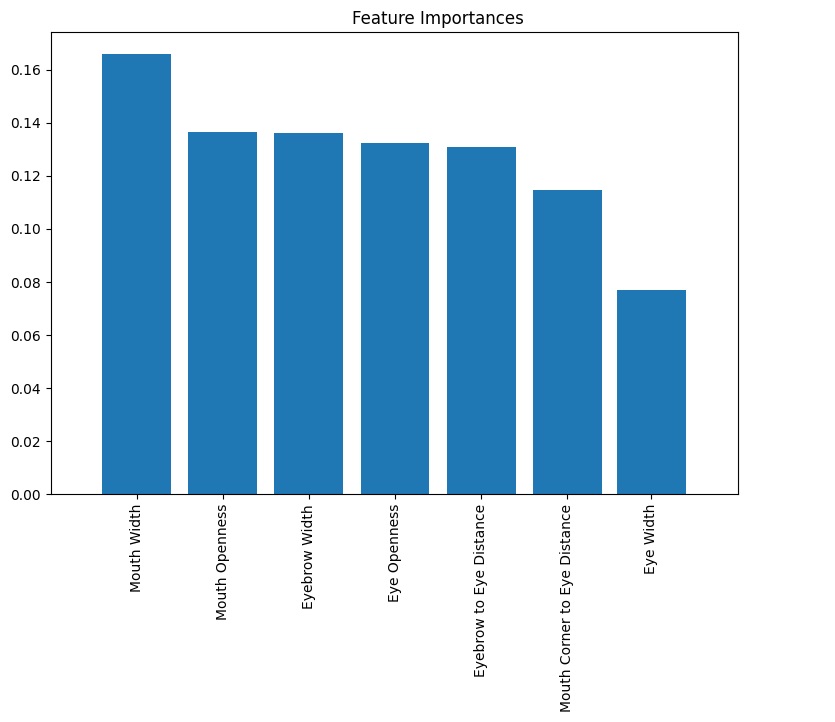 Feature Importances
0.16
0.14
0.12
0.10
0.08
0.06
0.04
0.02
0.00
Mouth Width
Mouth Openness
Eyebrow Width
Eye Openness
Eyebrow to Eye Distance
Mouth Corner to Eye Distance
Eye Width